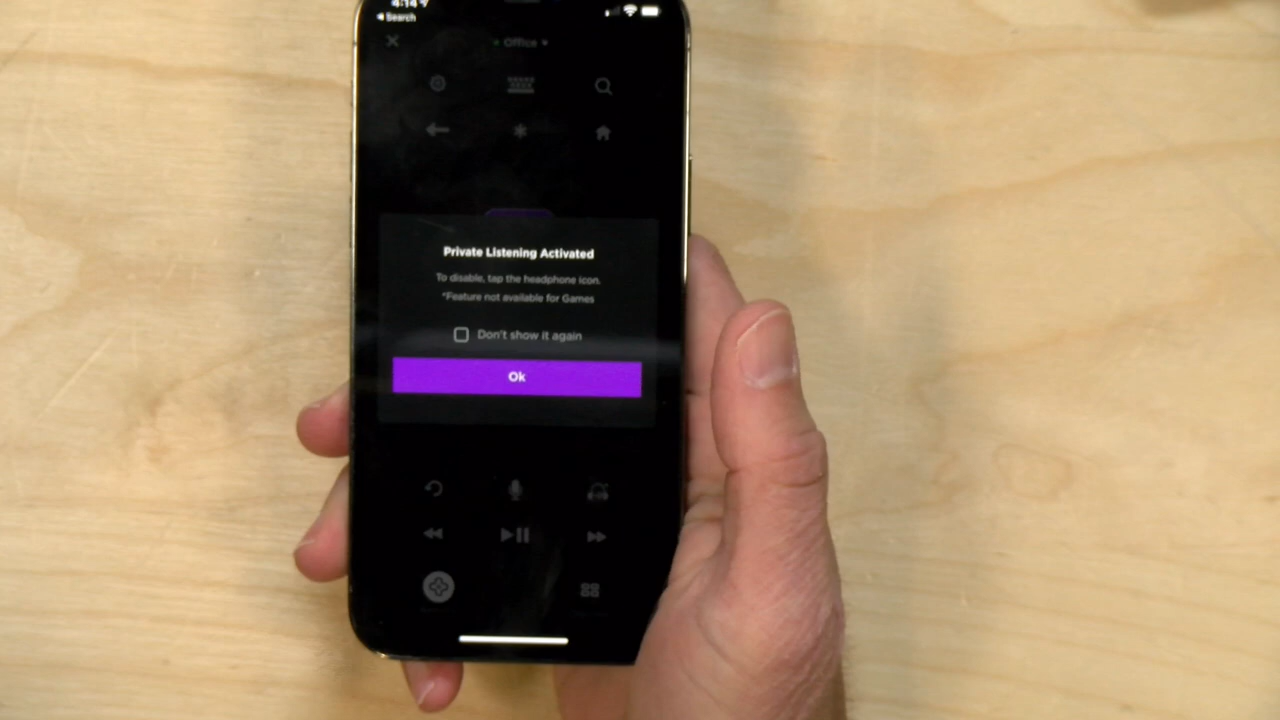 4:14
Search
Office
Private Listening Activated
To disable, tap the headphone icon.
*Feature not available for Games
Don't show it again
Ok